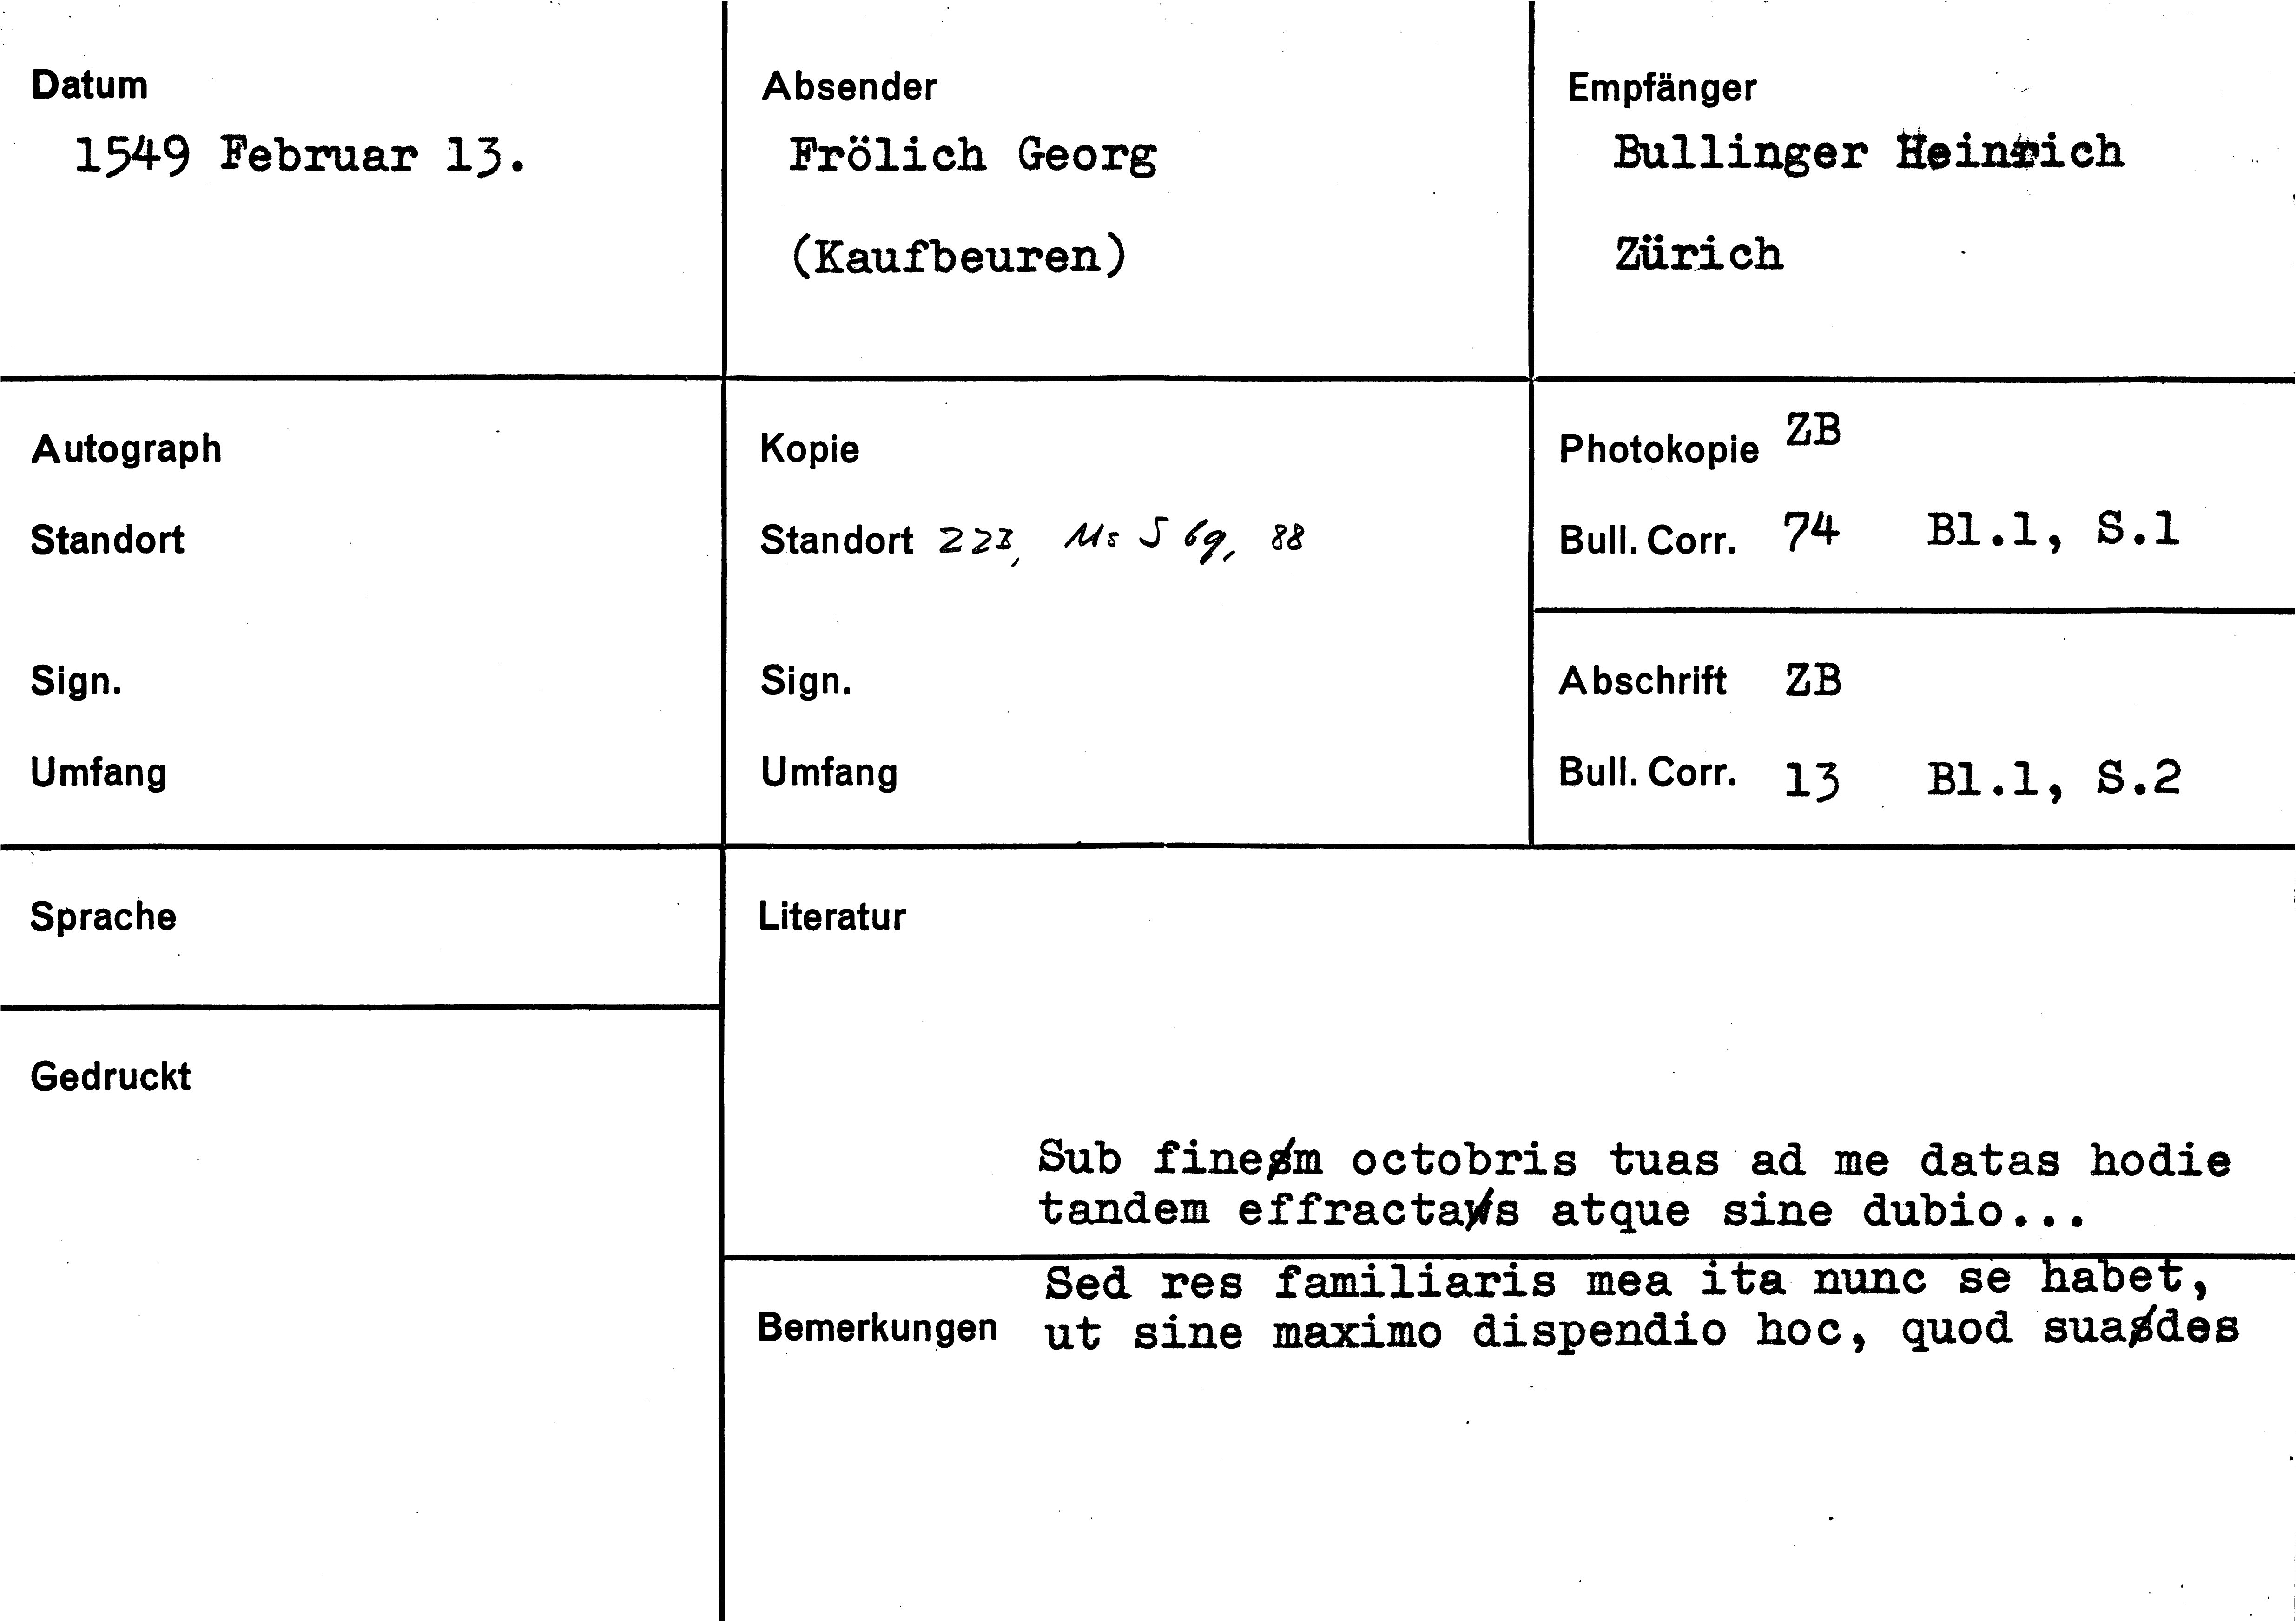 Datum
1549 Februar 13.
Absender
Frölich Georg
(Kaufbeuren)
Empfänger
Bullinger Heinrich
Zürich
Autograph
Standort
Sign.
Umfang
Kopie
Standort ZZB, Ms S 69, 88
Sign.
Umfang
Photokopie ZB
Bull. Corr. 74 Bl.1, S.1
Abschrift ZB
Bull. Corr. 13 Bl.1, S.2
Sprache
Gedruckt
Literatur
Sub finem octobris tuas ad me datas hodie
tandem effractas atque sine dubio...
Sed res familiaris mea ita nunc se habet,
Bemerkungen ut sine maximo dispendio hoc, quod suades